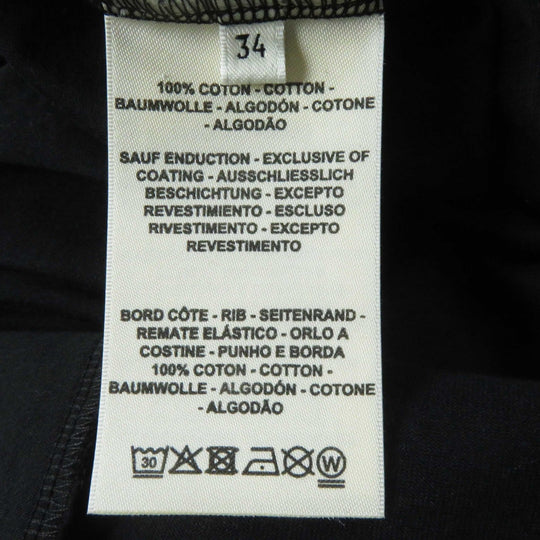 34
100% COTON - COTTON -
BAUMWOLLE - ALGODÓN - COTONE
- ALGODÃO
SAUF ENDUCTION - EXCLUSIVE OF
COATING - AUSSCHLIESSLICH
BESCHICHTUNG - EXCEPTO
REVESTIMIENTO - ESCLUSO
RIVESTIMENTO - EXCEPTO
REVESTIMENTO
BORD CÔTE - RIB - SEITENRAND -
REMATE ELÁSTICO - ORLO A
COSTINE - PUNHO E BORDA
100% COTON - COTTON -
BAUMWOLLE - ALGODÓN - COTONE
- ALGODÃO
30 W